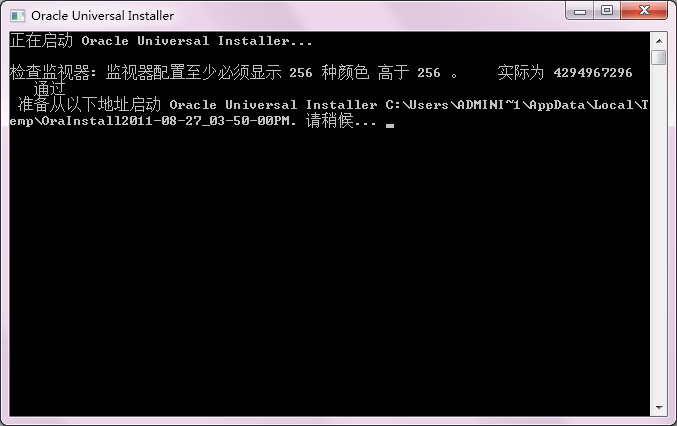 Oracle Universal Installer
正在启动 Oracle Universal Installer...
检查监视器: 监视器配置至少必须显示 256 种颜色 高于 256 。 实际为 4294967296
通过
准备从以下地址启动 Oracle Universal Installer C:\Users\ADMINI~1\AppData\Local\T
emp\OraInstall2011-08-27_03-50-00PM. 请稍候...